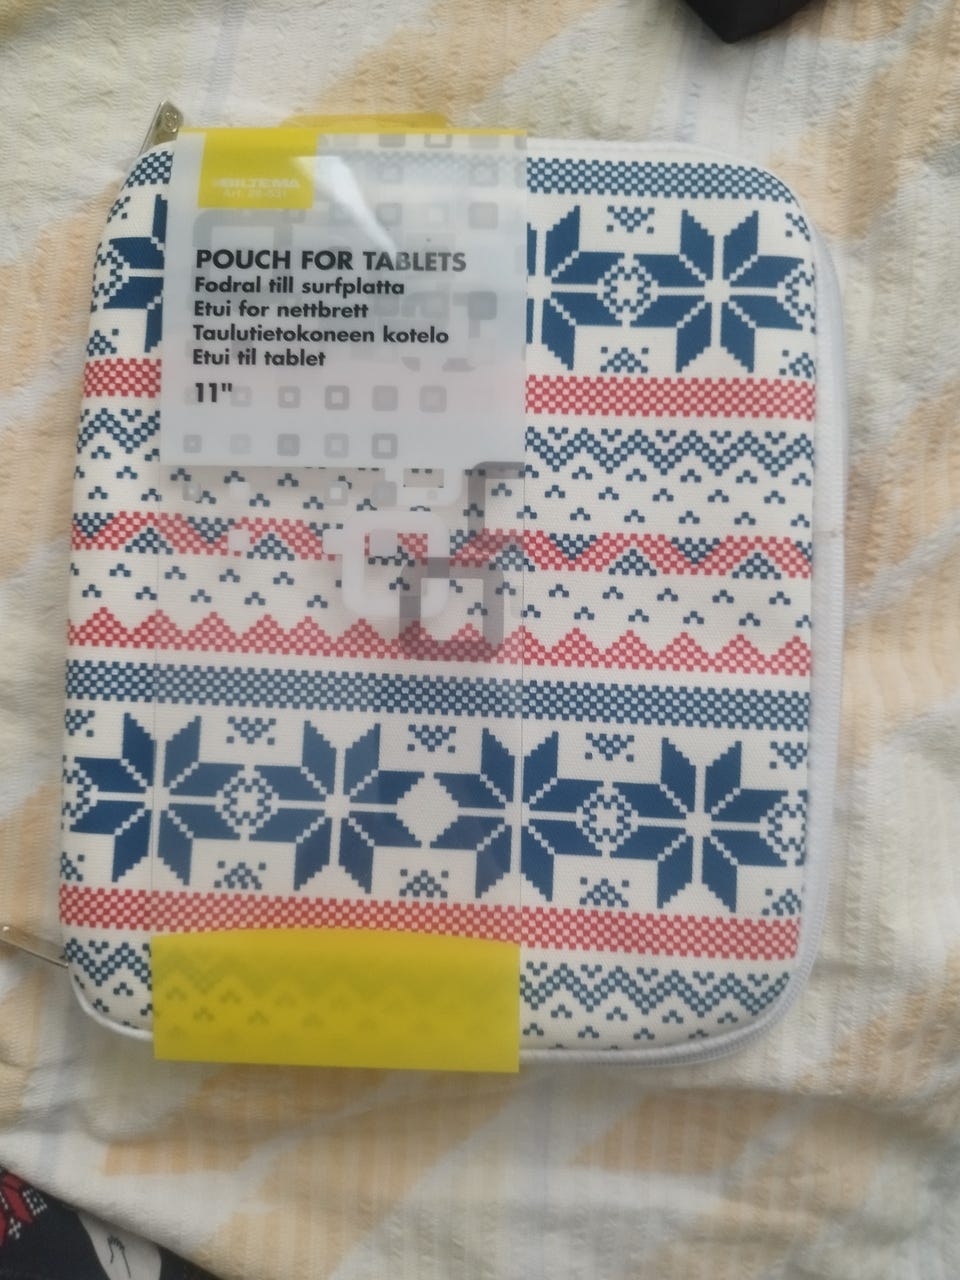 BILTEMA
POUCH FOR TABLETS
Fodral till surfplatta
Etui for nettbrett
Taulutietokoneen kotelo
Etui til tablet
11"